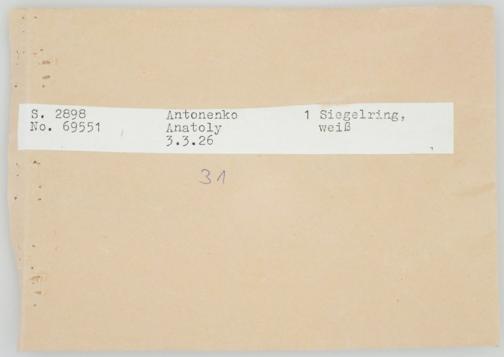 S. 2898 Antonenko 1 Siegelring,
No. 69551 Anatoly weiß
3.3.26
31